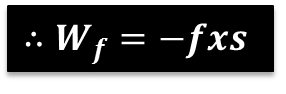 ∴ W_f = −fxs